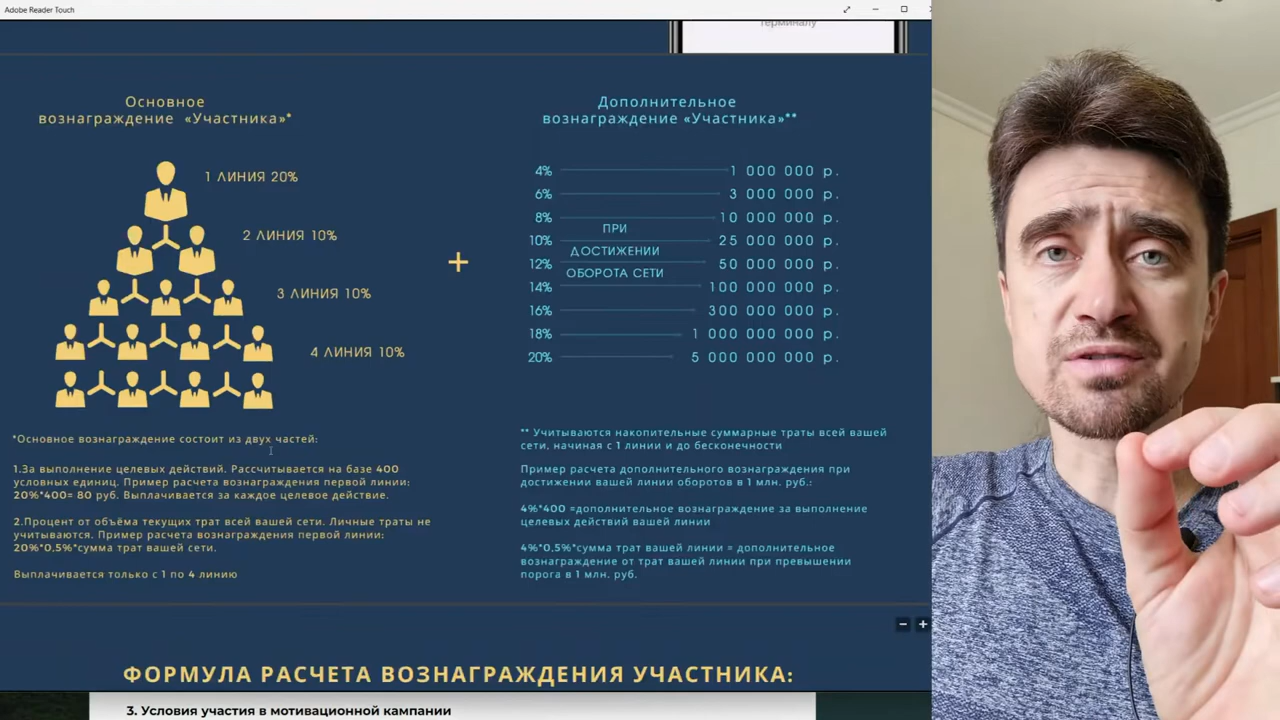 Adobe Reader Touch
терминалу
Основное
вознаграждение «Участника»*
1 ЛИНИЯ 20%
2 ЛИНИЯ 10%
3 ЛИНИЯ 10%
4 ЛИНИЯ 10%
*Основное вознаграждение состоит из двух частей:
1.За выполнение целевых действий. Рассчитывается на базе 400
условных единиц. Пример расчета вознаграждения первой линии:
20%*400= 80 руб. Выплачивается за каждое целевое действие.
2.Процент от объёма текущих трат всей вашей сети. Личные траты не
учитываются. Пример расчета вознаграждения первой линии:
20%*0,5%*сумма трат вашей сети.
Выплачивается только с 1 по 4 линию
+
Дополнительное
вознаграждение «Участника»**
4% 1 000 000 р.
6% 3 000 000 р.
8% 10 000 000 р.
ПРИ
10% 25 000 000 р.
ДОСТИЖЕНИИ
12% 50 000 000 р.
ОБОРОТА СЕТИ
14% 100 000 000 р.
16% 300 000 000 р.
18% 1 000 000 000 р.
20% 5 000 000 000 р.
** Учитываются накопительные суммарные траты всей вашей
сети, начиная с 1 линии и до бесконечности
Пример расчета дополнительного вознаграждения при
достижении вашей линии оборотов в 1 млн. руб.:
4%*400 =дополнительное вознаграждение за выполнение
целевых действий вашей линии
4%*0,5%*сумма трат вашей линии = дополнительное
вознаграждение от трат вашей линии при превышении
порога в 1 млн. руб.
ФОРМУЛА РАСЧЕТА ВОЗНАГРАЖДЕНИЯ УЧАСТНИКА:
3. Условия участия в мотивационной кампании